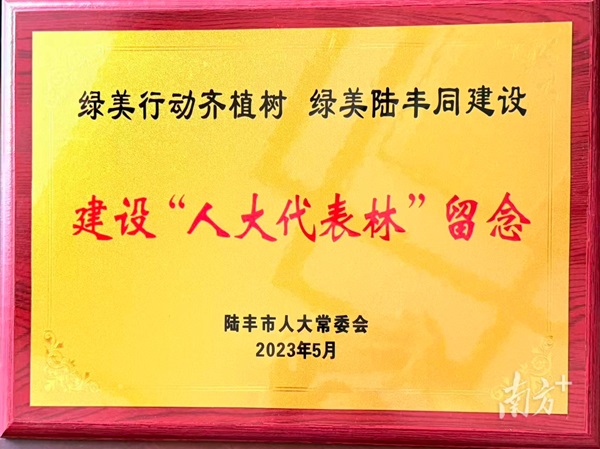 绿美行动齐植树 绿美陆丰同建设
建设“人大代表林”留念
陆丰市人大常委会
2023年5月
南方+